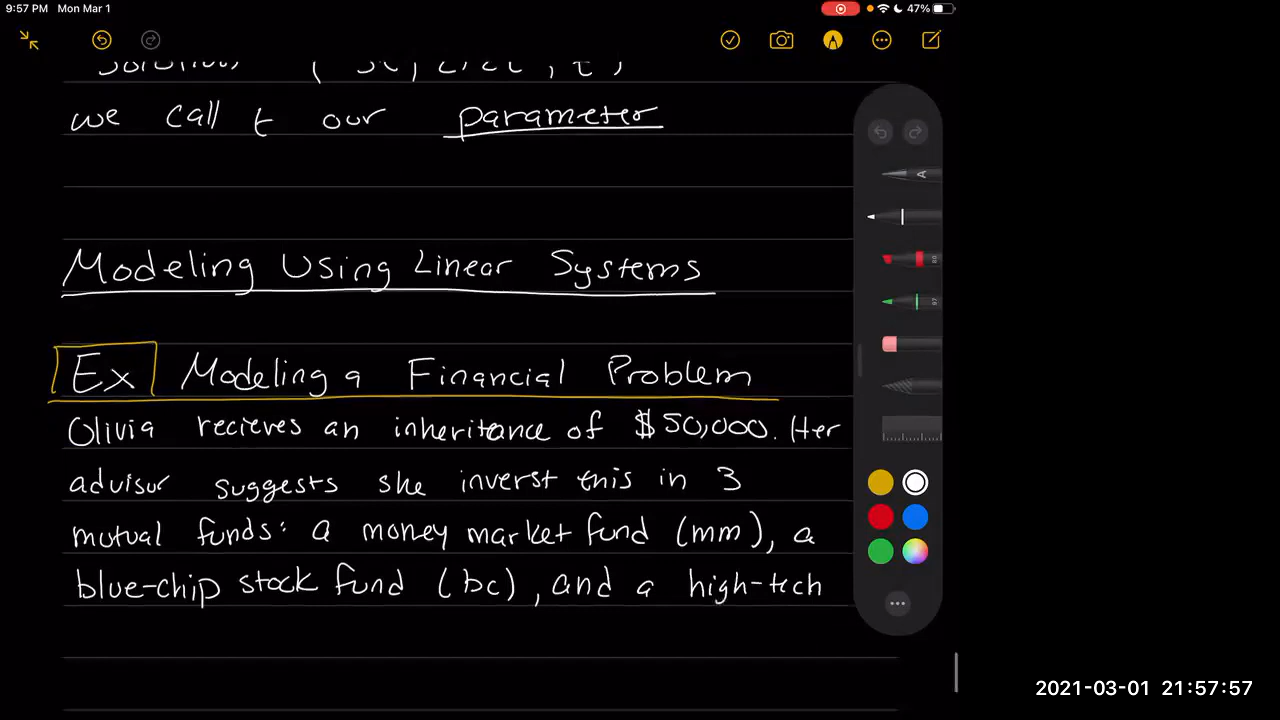 9:57 PM Mon Mar 1
47%
we call t our parameter
Modeling Using Linear Systems
Ex Modeling a Financial Problem
Olivia recieves an inheritance of $50,000. Her
advisor suggests she inverst this in 3
mutual funds: a money market fund (mm), a
blue-chip stock fund (bc), and a high-tech
A
80
97
2021-03-01 21:57:57